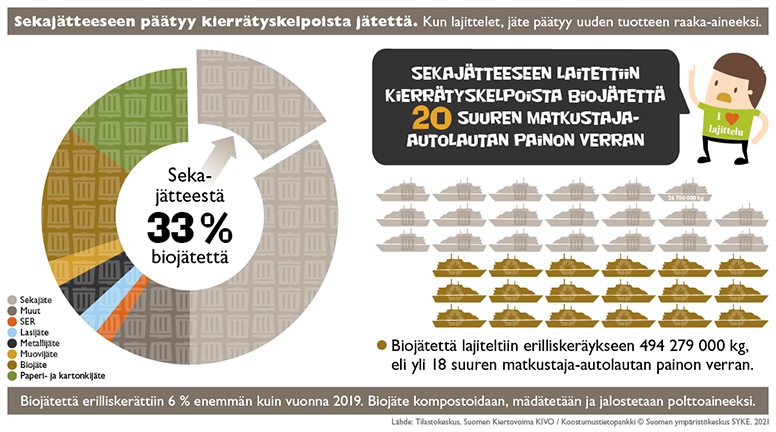 Sekajätteeseen päätyy kierrätyskelpoista jätettä. Kun lajittelet, jäte päätyy uuden tuotteen raaka-aineeksi.
SEKAJÄTTEESEEN LAITETTIIN
KIERRÄTYSKELPOISTA BIOJÄTETTÄ
20 SUUREN MATKUSTAJA-
AUTOLAUTAN PAINON VERRAN
I ❤
lajittelu
Seka-
jätteestä
33 %
biojätettä
26 700 000 kg
Sekajäte
Muut
SER
Lasijäte
Metallijäte
Muovijäte
Biojäte
Paperi- ja kartonkijäte
Biojätettä lajiteltiin erilliskeräykseen 494 279 000 kg,
eli yli 18 suuren matkustaja-autolautan painon verran.
Biojätettä erilliskerättiin 6 % enemmän kuin vuonna 2019. Biojäte kompostoidaan, mädätetään ja jalostetaan polttoaineeksi.
Lähde: Tilastokeskus, Suomen Kiertovoima KIVO / Koostumustietopankki © Suomen ympäristökeskus SYKE. 2021